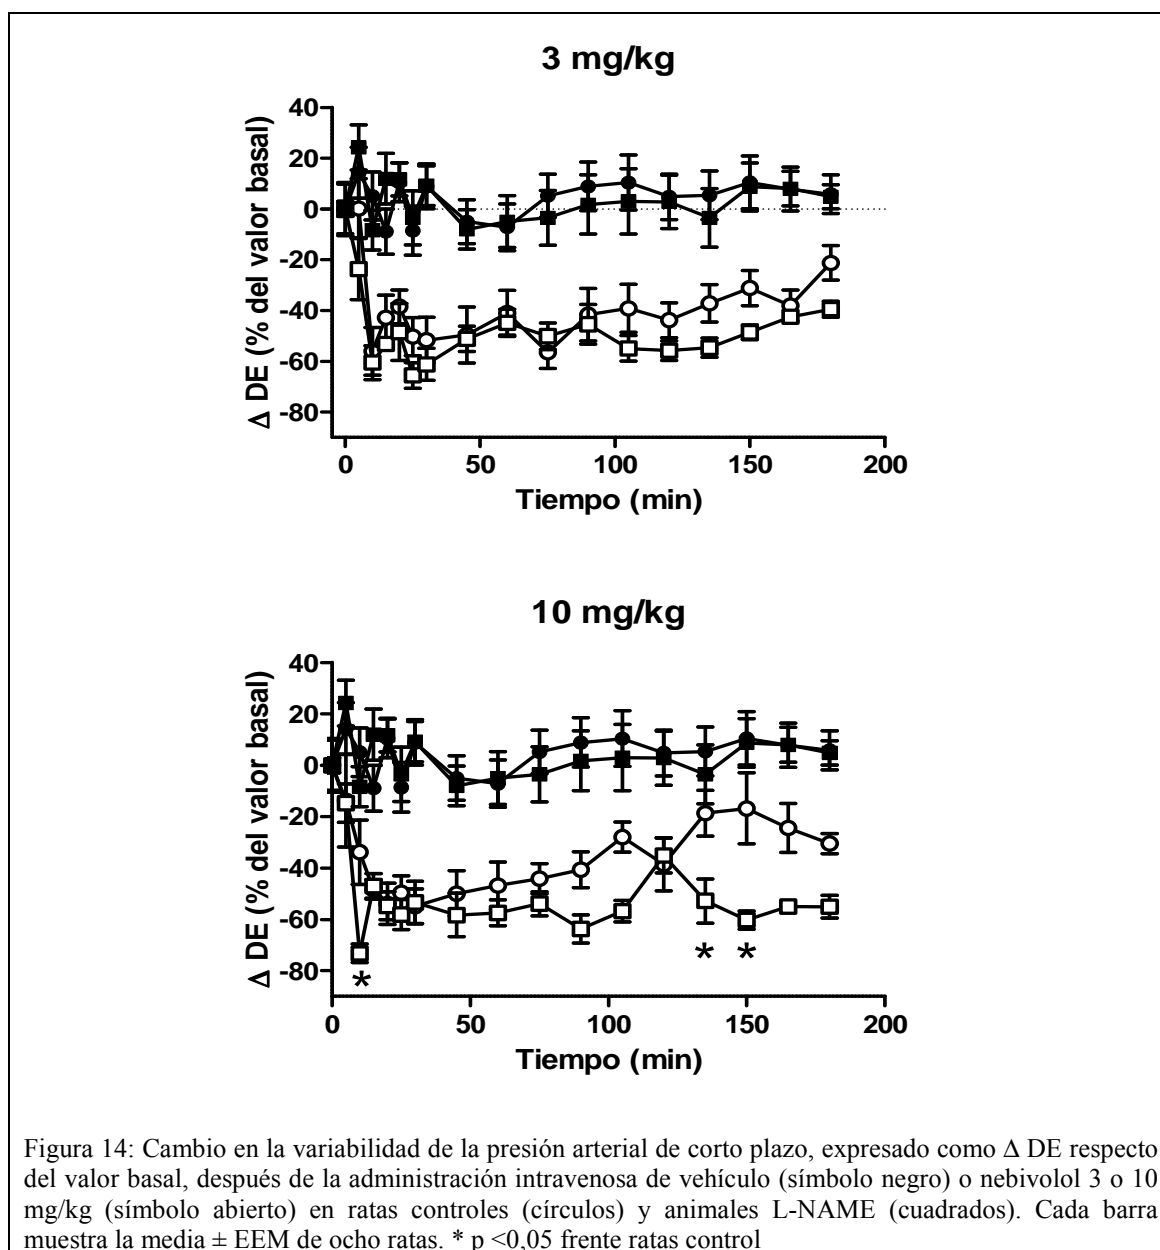 3 mg/kg
40
20
0
-20
-40
-60
-80
Δ DE (% del valor basal)
0 50 100 150 200
Tiempo (min)
10 mg/kg
40
20
0
-20
-40
-60
-80
Δ DE (% del valor basal)
* * *
0 50 100 150 200
Tiempo (min)
Figura 14: Cambio en la variabilidad de la presión arterial de corto plazo, expresado como Δ DE respecto
del valor basal, después de la administración intravenosa de vehículo (símbolo negro) o nebivolol 3 o 10
mg/kg (símbolo abierto) en ratas controles (círculos) y animales L-NAME (cuadrados). Cada barra
muestra la media ± EEM de ocho ratas. * p <0,05 frente ratas control